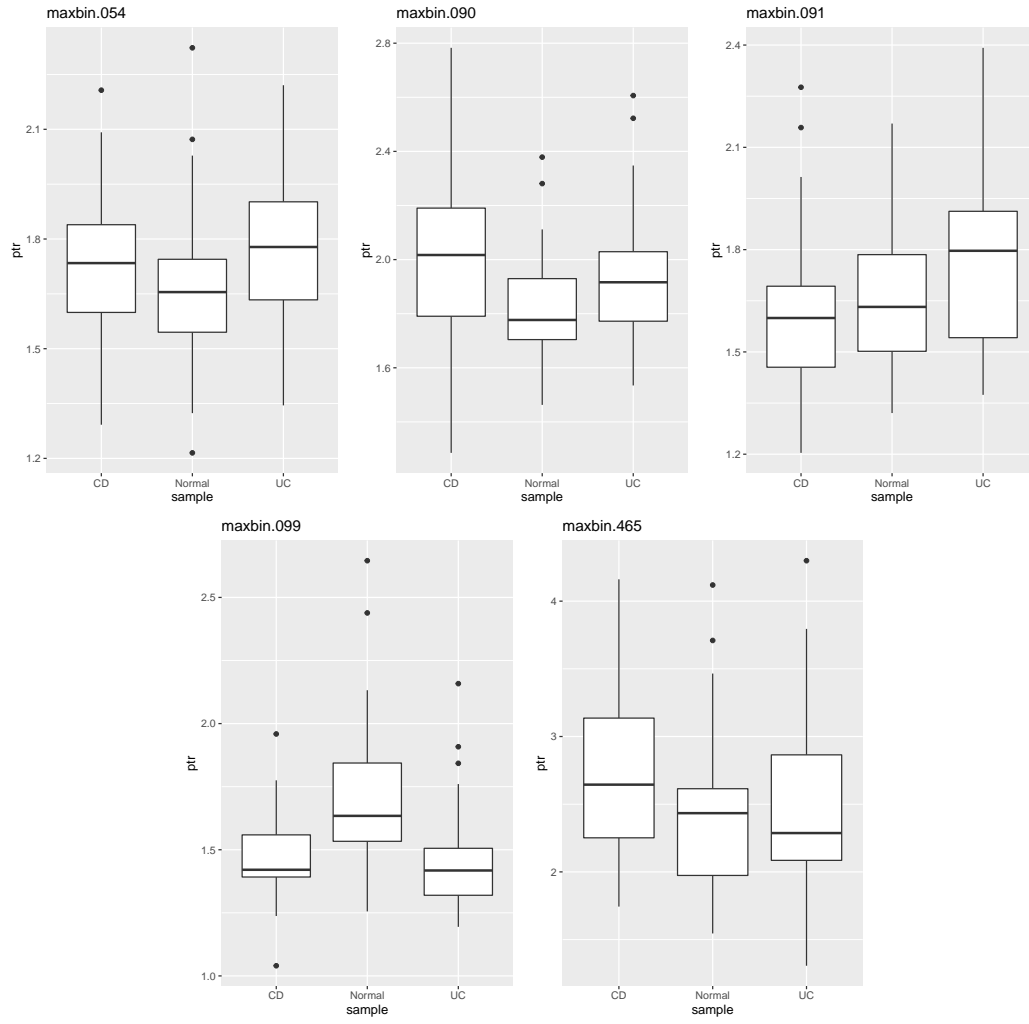 maxbin.054
maxbin.090
maxbin.091
2.1
1.8
1.5
1.2
ptr
CD
Normal
UC
sample
2.8
2.4
2.0
1.6
ptr
CD
Normal
UC
sample
2.4
2.1
1.8
1.5
1.2
ptr
CD
Normal
UC
sample
maxbin.099
maxbin.465
2.5
2.0
1.5
1.0
ptr
CD
Normal
UC
sample
4
3
2
ptr
CD
Normal
UC
sample